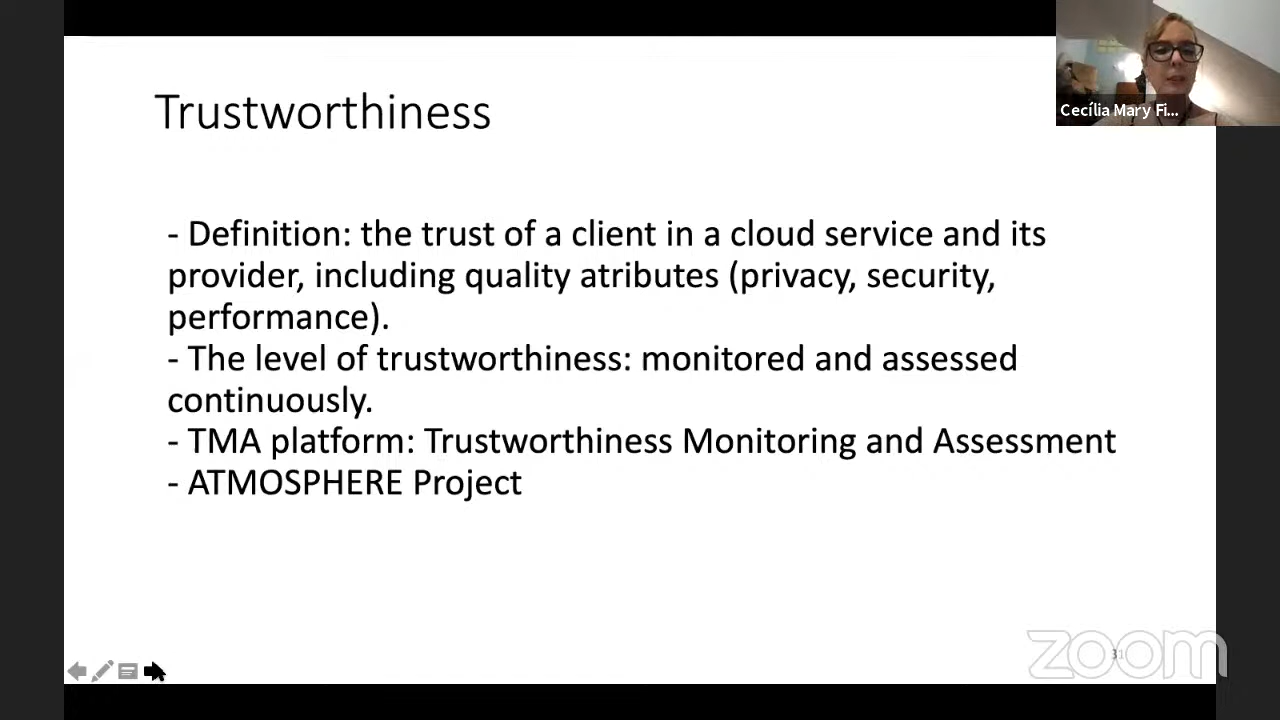 Trustworthiness
Cecília Mary Fi...
- Definition: the trust of a client in a cloud service and its
provider, including quality atributes (privacy, security,
performance).
- The level of trustworthiness: monitored and assessed
continuously.
- TMA platform: Trustworthiness Monitoring and Assessment
- ATMOSPHERE Project
31
zoom